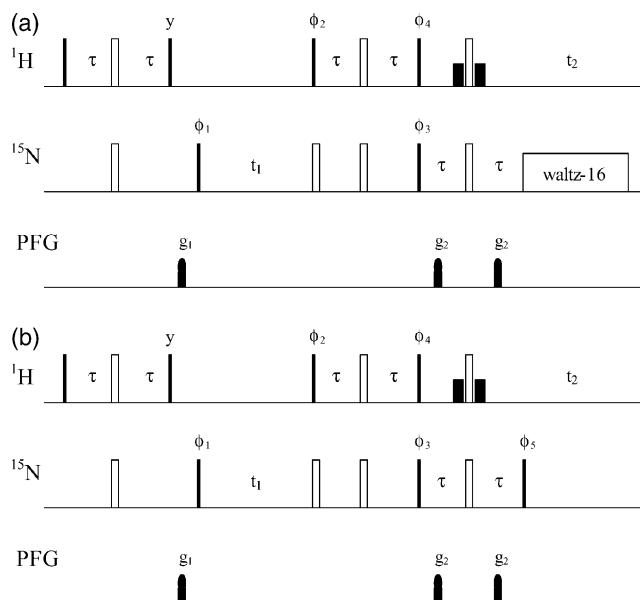 (a)
y ϕ₂ ϕ₄
¹H τ τ τ τ t₂
ϕ₁ ϕ₃
¹⁵N t₁ τ τ waltz-16
PFG g₁ g₂ g₂
(b)
y ϕ₂ ϕ₄
¹H τ τ τ τ t₂
ϕ₁ ϕ₃ ϕ₅
¹⁵N t₁ τ τ
PFG g₁ g₂ g₂